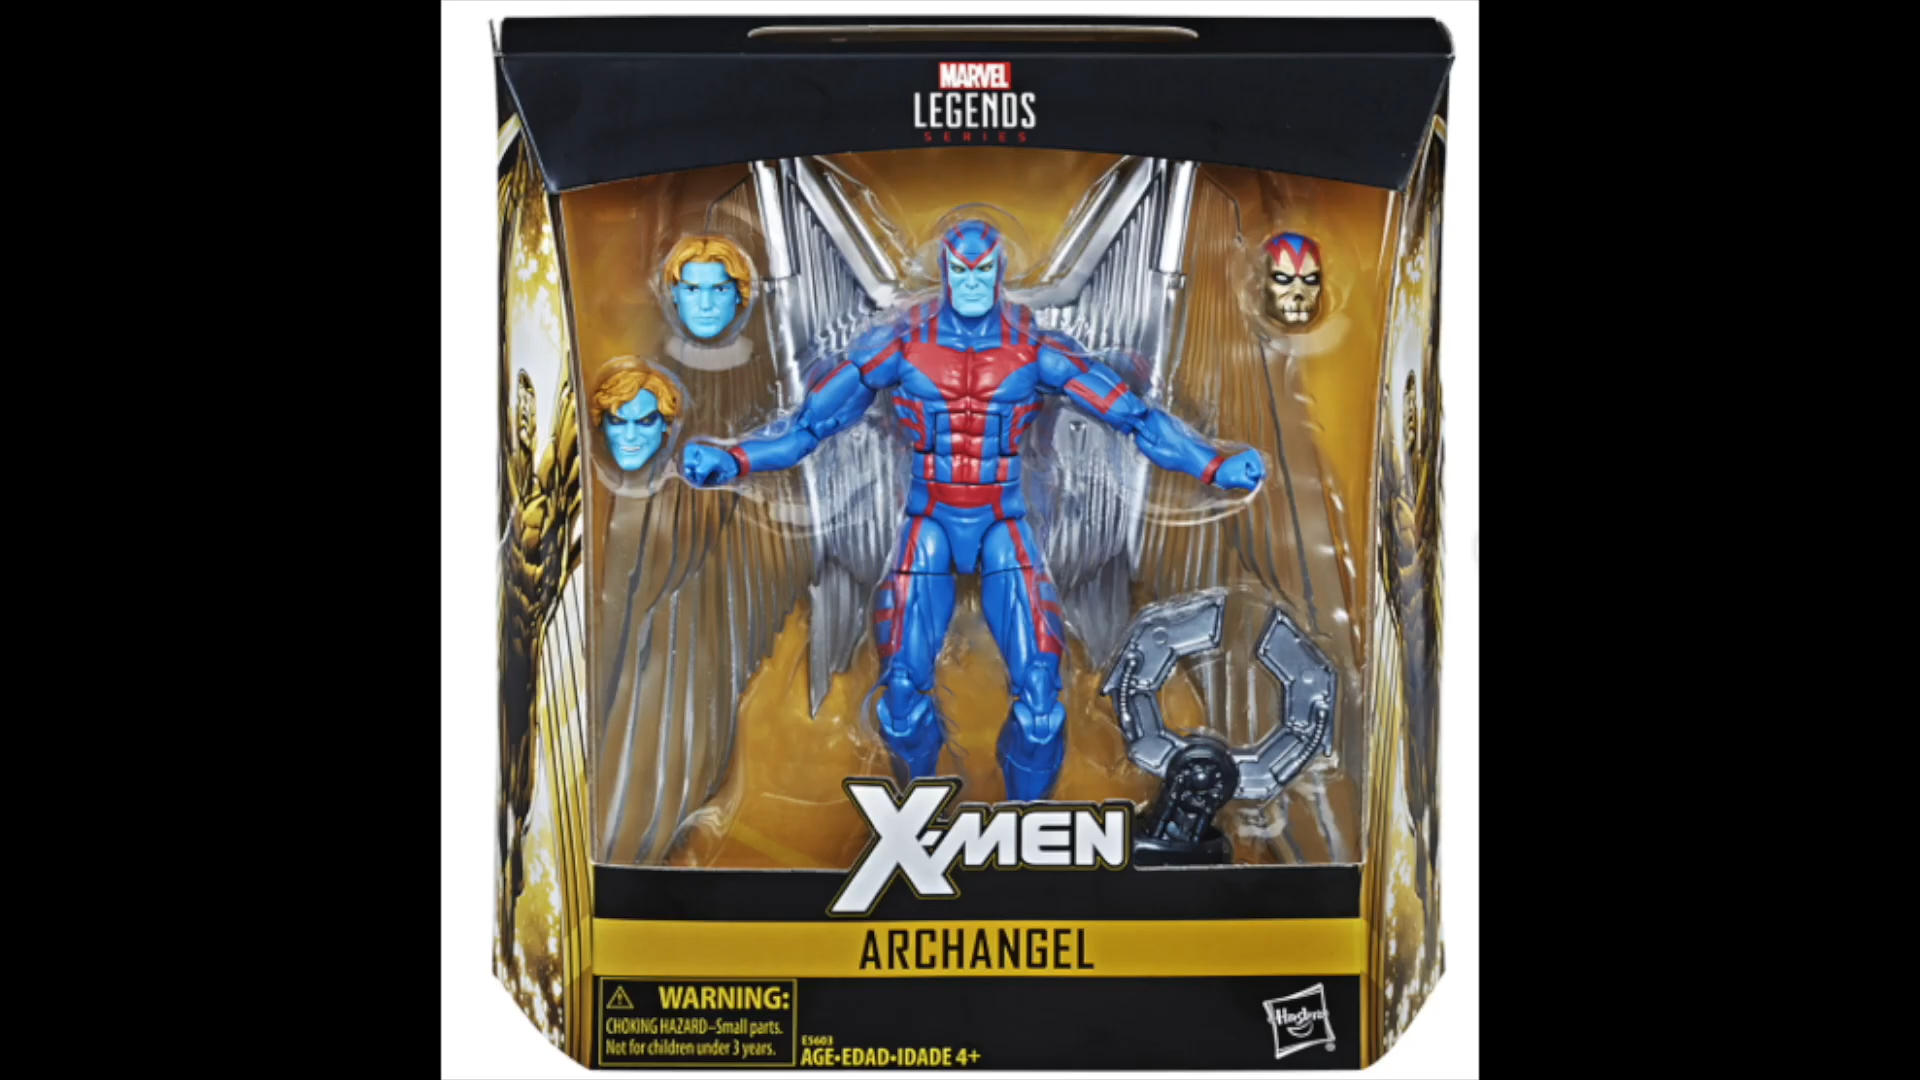 MARVEL
LEGENDS
SERIES
X-MEN
ARCHANGEL
WARNING:
CHOKING HAZARD–Small parts.
Not for children under 3 years.
E5603
AGE•EDAD•IDADE 4+
Hasbro